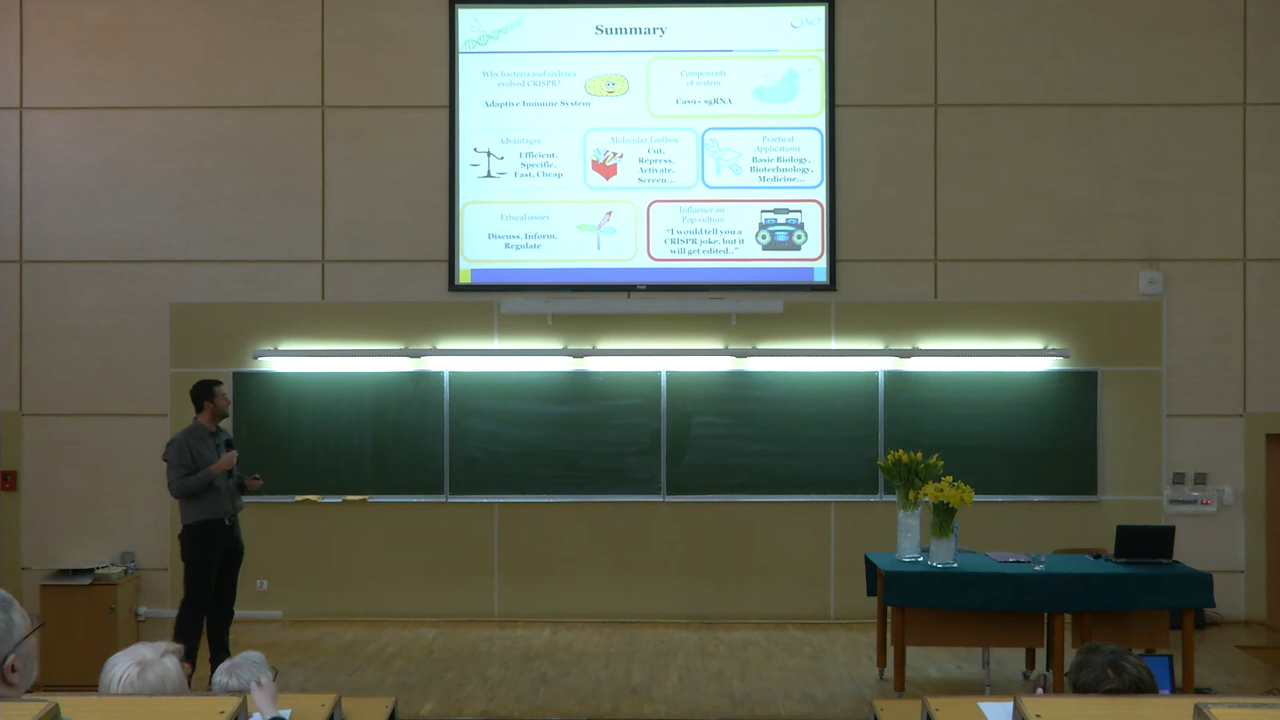 Summary
NCT
Why bacteria and archaea
evolved CRISPR?
Adaptive Immune System
Components
of system
Cas9+ sgRNA
Advantages
Efficient,
Specific,
Fast, Cheap
Molecular Toolbox
Cut,
Repress,
Activate,
Screen...
Practical
Applications
Basic Biology,
Biotechnology,
Medicine...
Ethical issues
Discuss, Inform,
Regulate
Influence on
Pop-culture
"I would tell you a
CRISPR joke, but it
will get edited.."